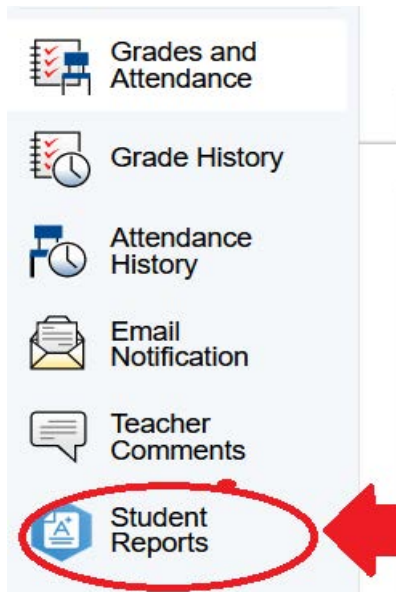 Grades and
Attendance
Grade History
Attendance
History
Email
Notification
Teacher
Comments
A+
Student
Reports